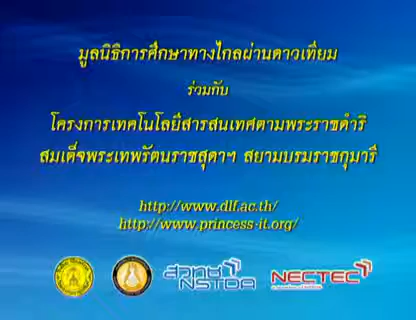 มูลนิธิการศึกษาทางไกลผ่านดาวเทียม
ร่วมกับ
โครงการเทคโนโลยีสารสนเทศตามพระราชดำริ
สมเด็จพระเทพรัตนราชสุดาฯ สยามบรมราชกุมารี
http://www.dlf.ac.th/
http://www.princess-it.org/
สวทช
NSTDA
NECTEC